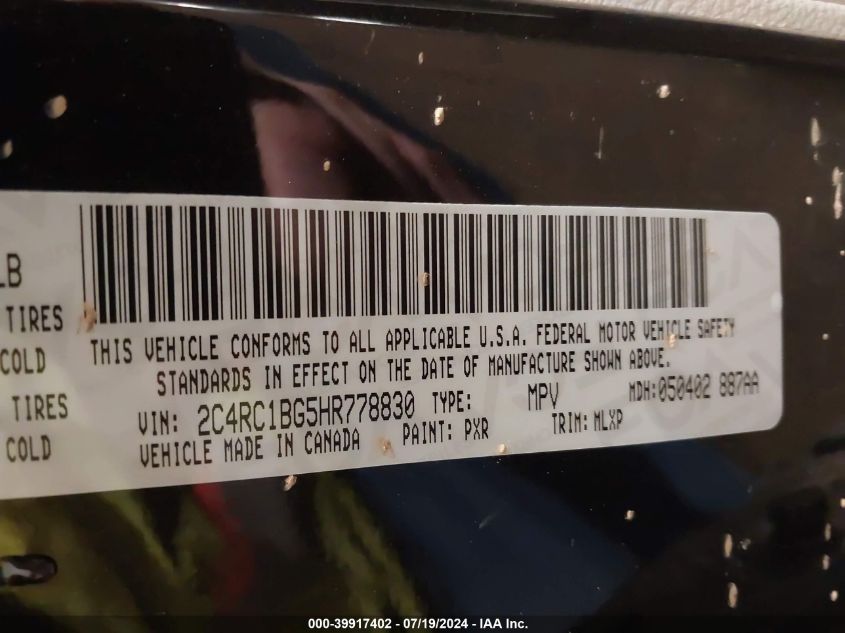 LB
TIRES
COLD
TIRES
COLD
THIS VEHICLE CONFORMS TO ALL APPLICABLE U.S.A. FEDERAL MOTOR VEHICLE SAFETY
STANDARDS IN EFFECT ON THE DATE OF MANUFACTURE SHOWN ABOVE.
VIN: 2C4RC1BG5HR778830 TYPE: MPV MDH:050402 887AA
VEHICLE MADE IN CANADA PAINT: PXR TRIM: MLXP
000-39917402 - 07/19/2024 - IAA Inc.